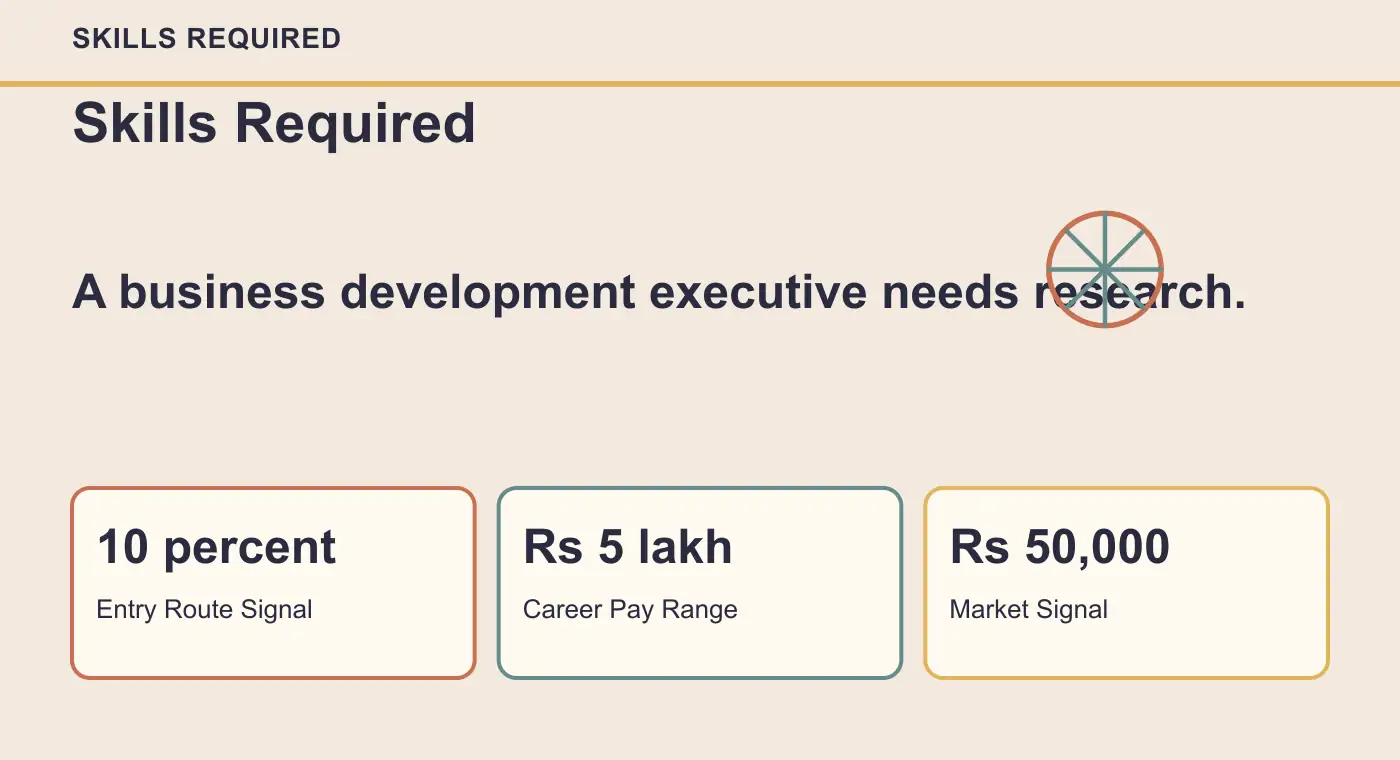 SKILLS REQUIRED
Skills Required
A business development executive needs research.
10 percent
Entry Route Signal
Rs 5 lakh
Career Pay Range
Rs 50,000
Market Signal